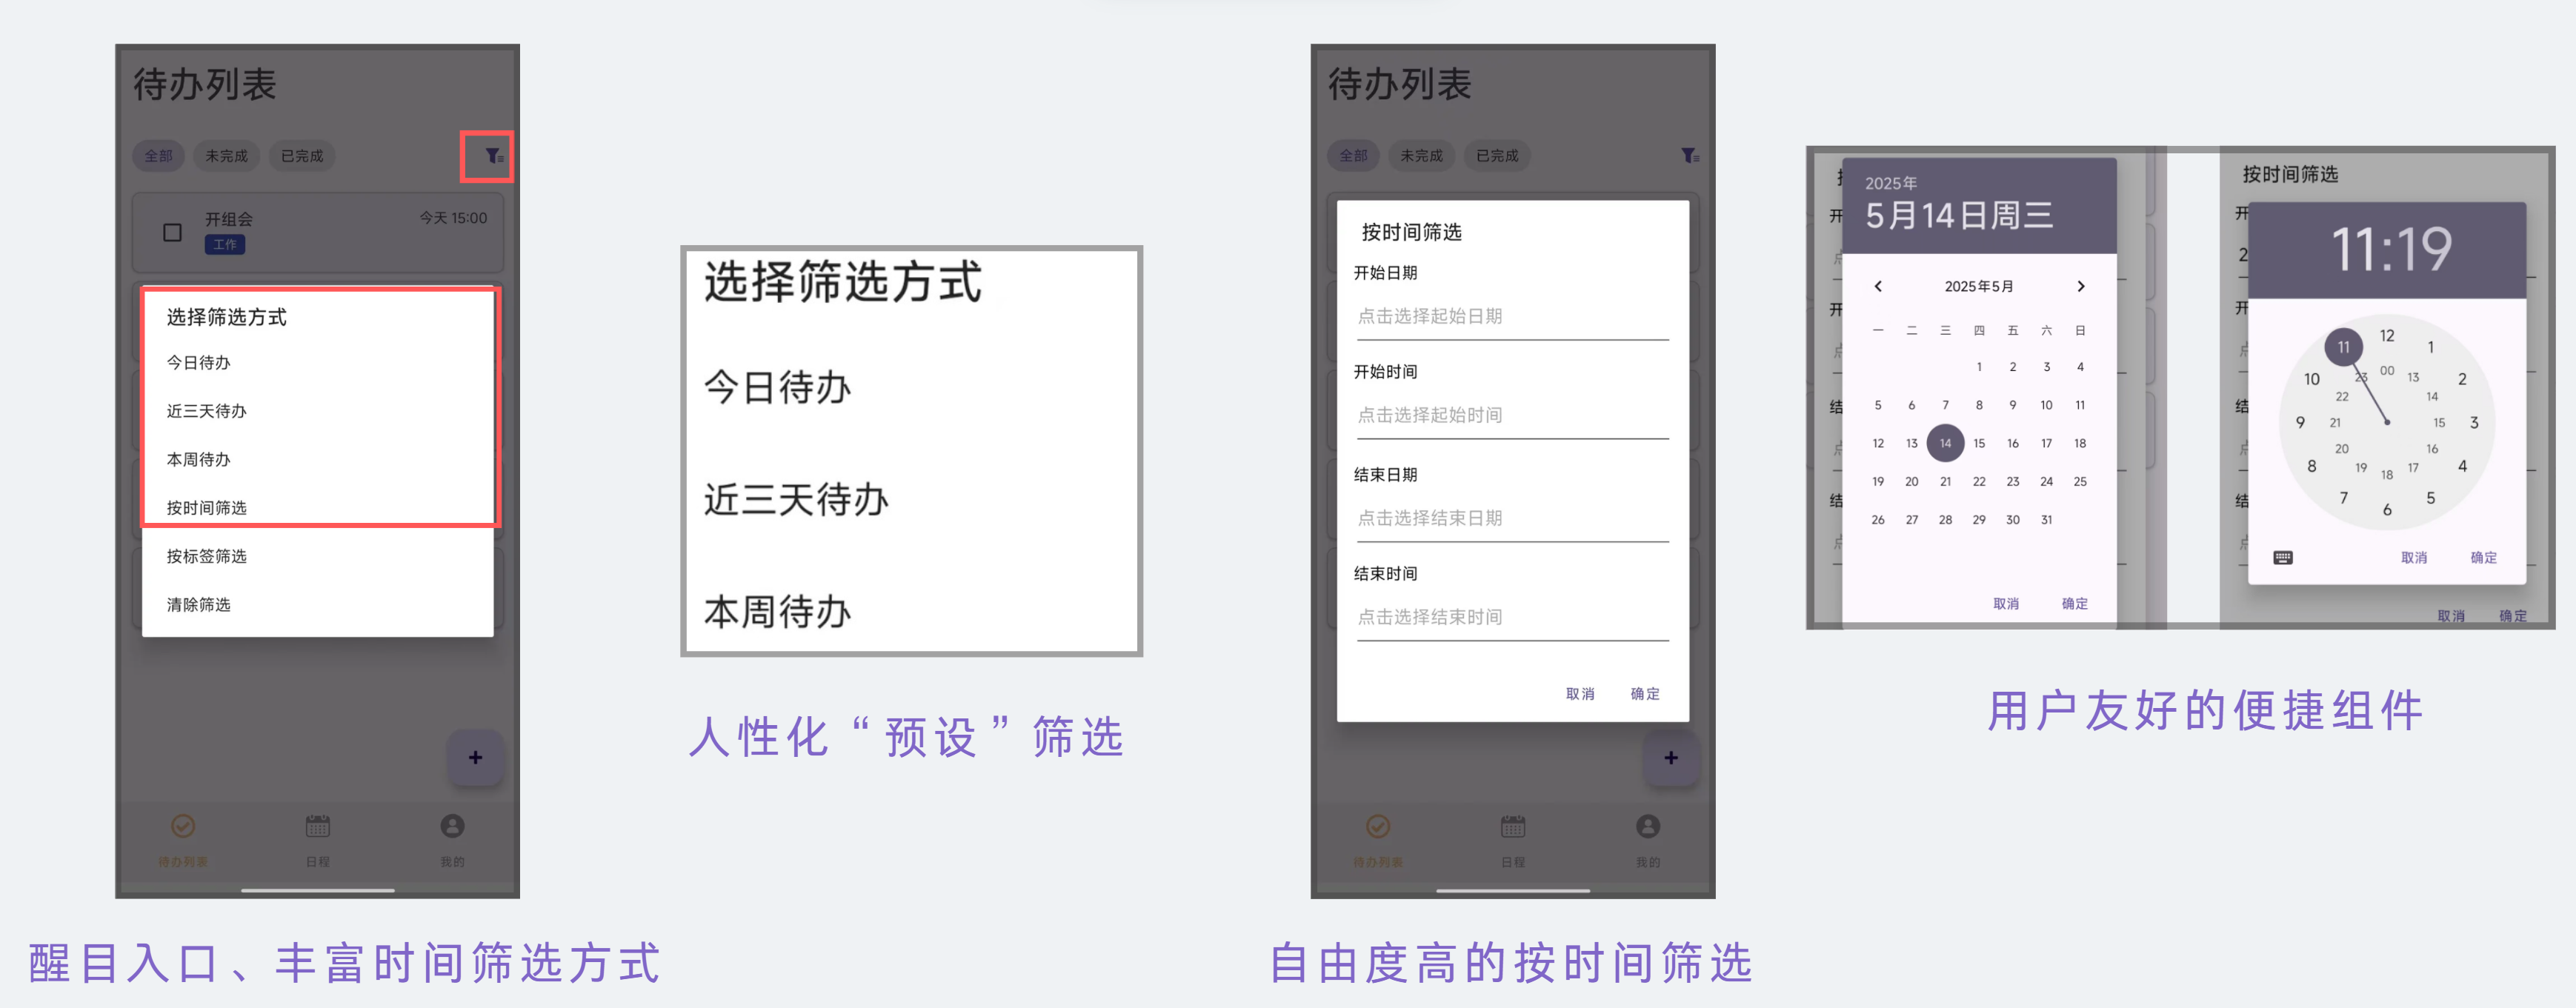 待办列表
全部 未完成 已完成
开组会 今天 15:00
工作
选择筛选方式
今日待办
近三天待办
本周待办
按时间筛选
按标签筛选
清除筛选
+
待办列表 日程 我的
醒目入口、丰富时间筛选方式
选择筛选方式
今日待办
近三天待办
本周待办
人性化“预设”筛选
待办列表
全部 未完成 已完成
按时间筛选
开始日期
点击选择起始日期
开始时间
点击选择起始时间
结束日期
点击选择结束日期
结束时间
点击选择结束时间
取消 确定
+
待办列表 日程 我的
自由度高的按时间筛选
2025年
5月14日周三
2025年5月
一 二 三 四 五 六 日
1 2 3 4
5 6 7 8 9 10 11
12 13 14 15 16 17 18
19 20 21 22 23 24 25
26 27 28 29 30 31
取消 确定
开
开
结
结
按时间筛选
开
2
开
结
结
11:19
12 1 2 3 4 5 6 7 8 9 10 11
00 13 14 15 16 17 18 19 20 21 22 23
取消 确定
取消 确定
用户友好的便捷组件